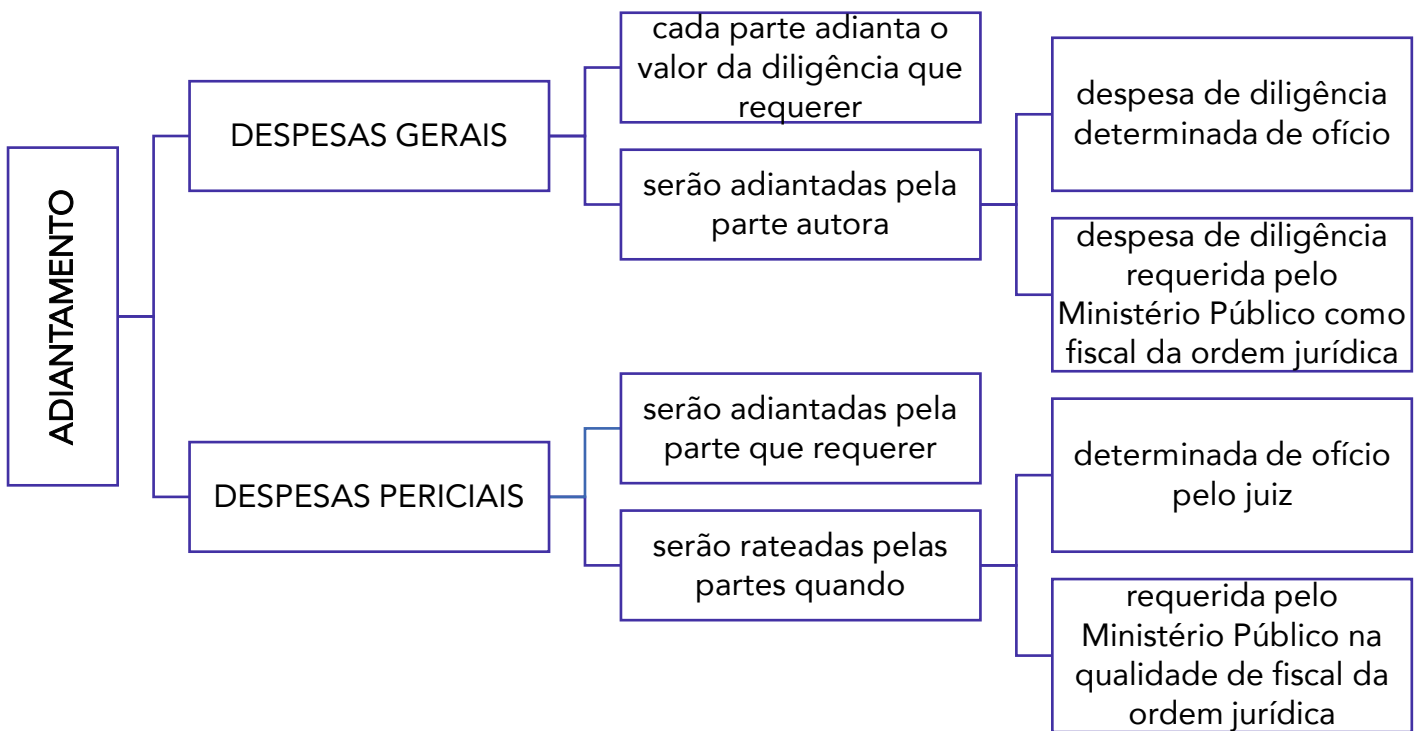 ADIANTAMENTO
DESPESAS GERAIS
cada parte adianta o
valor da diligência que
requerer
serão adiantadas pela
parte autora
despesa de diligência
determinada de ofício
despesa de diligência
requerida pelo
Ministério Público como
fiscal da ordem jurídica
DESPESAS PERICIAIS
serão adiantadas pela
parte que requerer
serão rateadas pelas
partes quando
determinada de ofício
pelo juiz
requerida pelo
Ministério Público na
qualidade de fiscal da
ordem jurídica